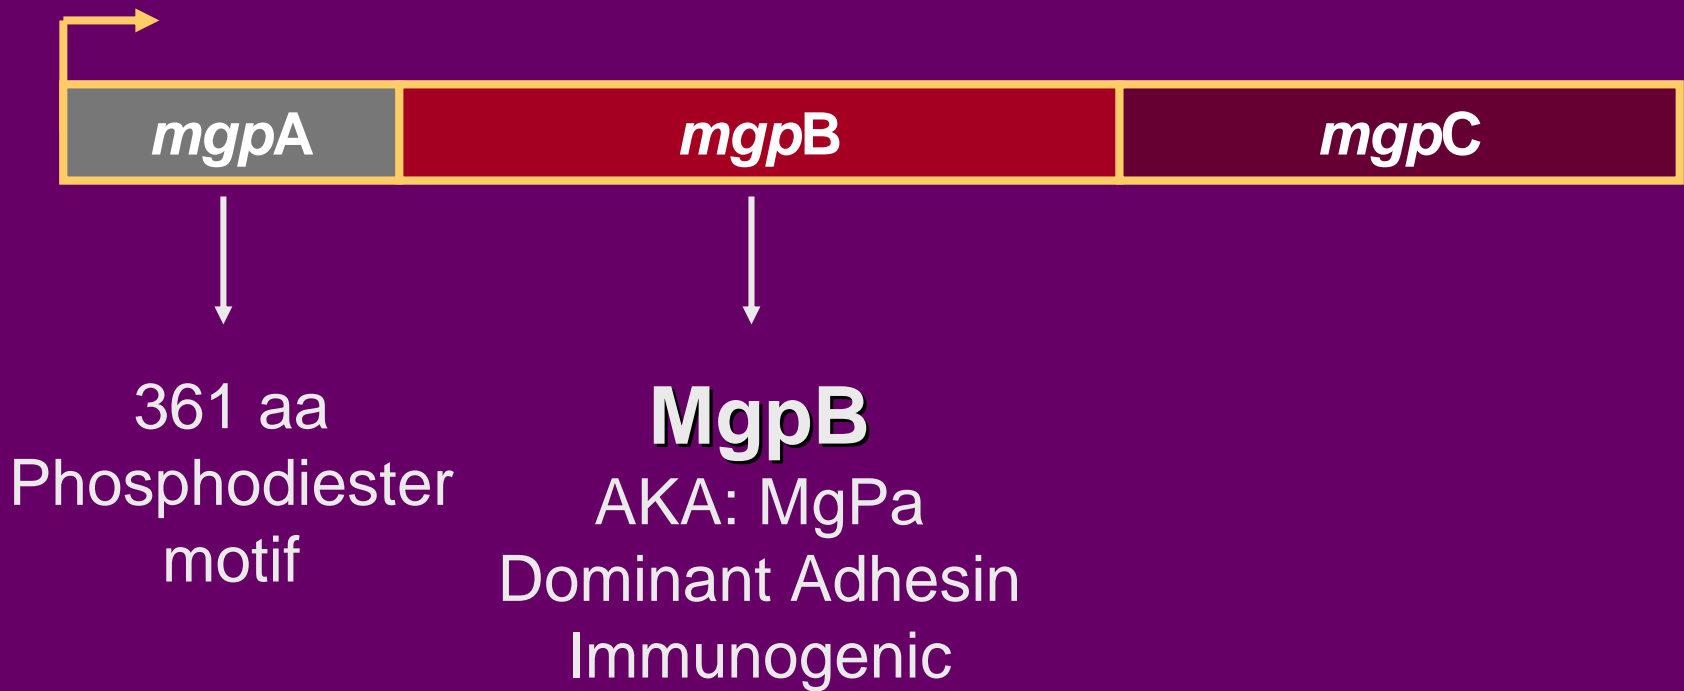 mgpA
mgpB
mgpC
361 aa
Phosphodiester
motif
MgpB
AKA: MgPa
Dominant Adhesin
Immunogenic